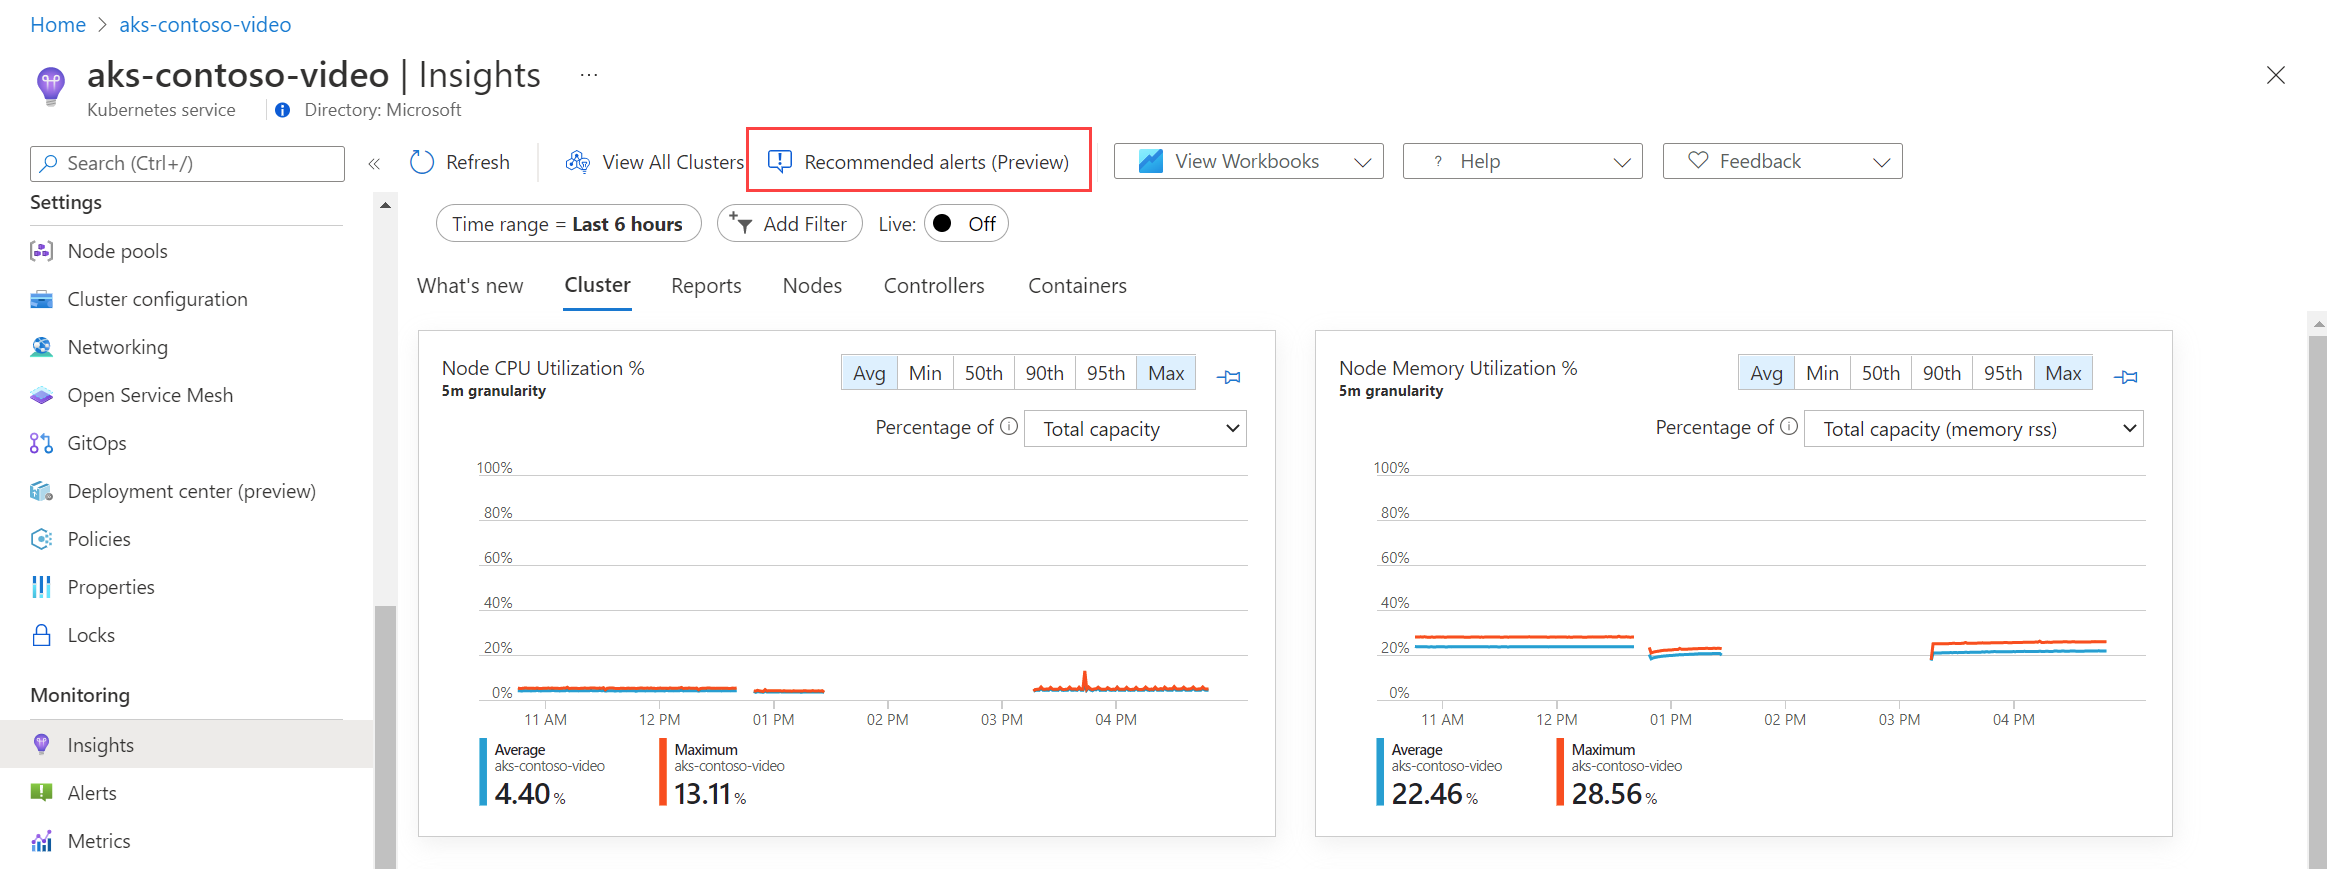 Home > aks-contoso-video
aks-contoso-video | Insights ...
Kubernetes service
Directory: Microsoft
Search (Ctrl+/)
«
Refresh
View All Clusters
Recommended alerts (Preview)
View Workbooks
? Help
Feedback
Settings
Node pools
Cluster configuration
Networking
Open Service Mesh
GitOps
Deployment center (preview)
Policies
Properties
Locks
Monitoring
Insights
Alerts
Metrics
Time range = Last 6 hours
Add Filter
Live: Off
What's new
Cluster
Reports
Nodes
Controllers
Containers
Node CPU Utilization %
5m granularity
Avg Min 50th 90th 95th Max
Percentage of Total capacity
100%
80%
60%
40%
20%
0%
11 AM 12 PM 01 PM 02 PM 03 PM 04 PM
Average
aks-contoso-video
4.40 %
Maximum
aks-contoso-video
13.11 %
Node Memory Utilization %
5m granularity
Avg Min 50th 90th 95th Max
Percentage of Total capacity (memory rss)
100%
80%
60%
40%
20%
0%
11 AM 12 PM 01 PM 02 PM 03 PM 04 PM
Average
aks-contoso-video
22.46 %
Maximum
aks-contoso-video
28.56 %